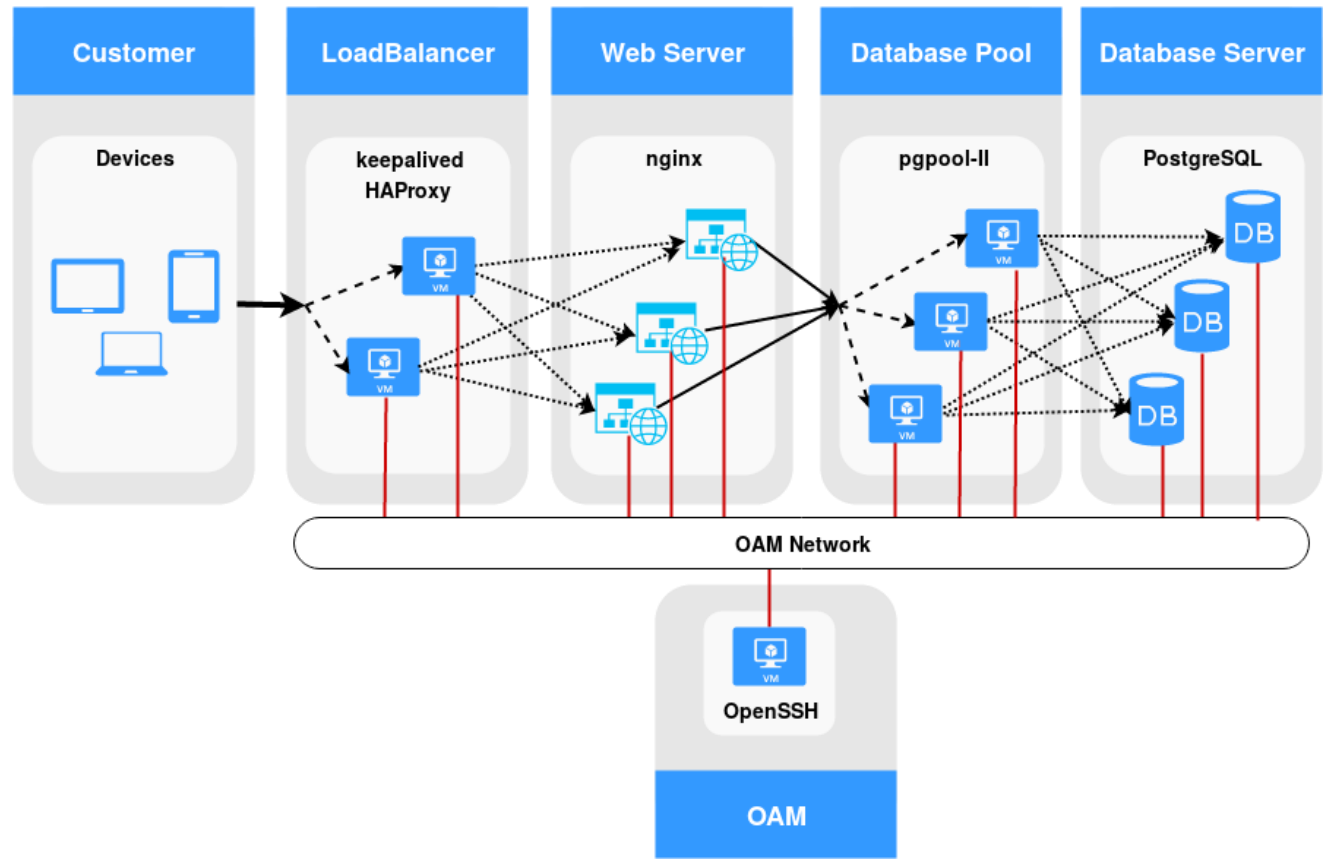 Customer
LoadBalancer
Web Server
Database Pool
Database Server
Devices
keepalived
HAProxy
nginx
pgpool-II
PostgreSQL
VM
VM
VM
VM
VM
DB
DB
DB
OAM Network
VM
OpenSSH
OAM